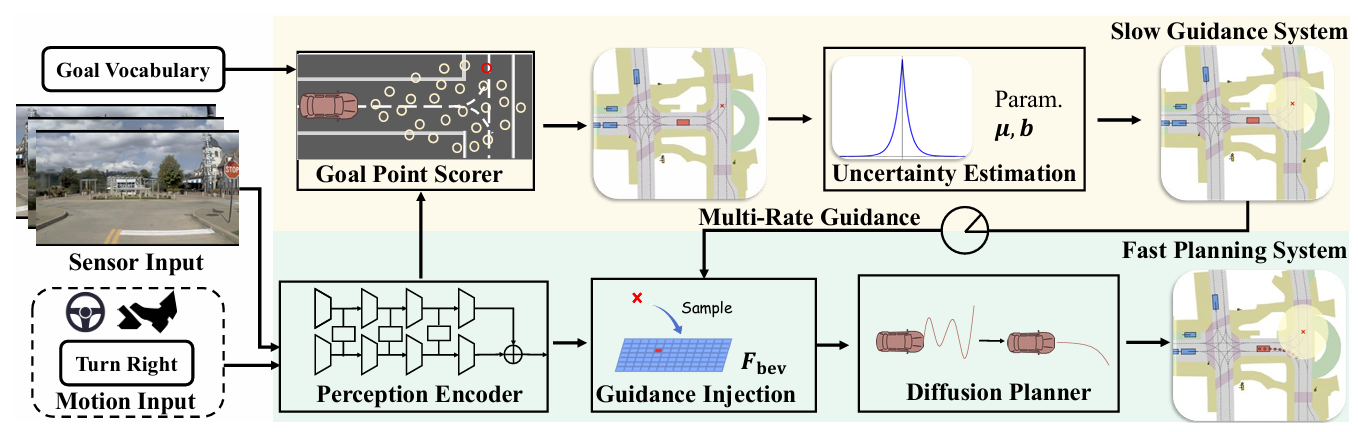 Slow Guidance System
Goal Vocabulary
Param.
μ, b
Goal Point Scorer
Uncertainty Estimation
STOP
Multi-Rate Guidance
Fast Planning System
Sensor Input
Sample
Turn Right
F_bev
Motion Input
Perception Encoder
Guidance Injection
Diffusion Planner